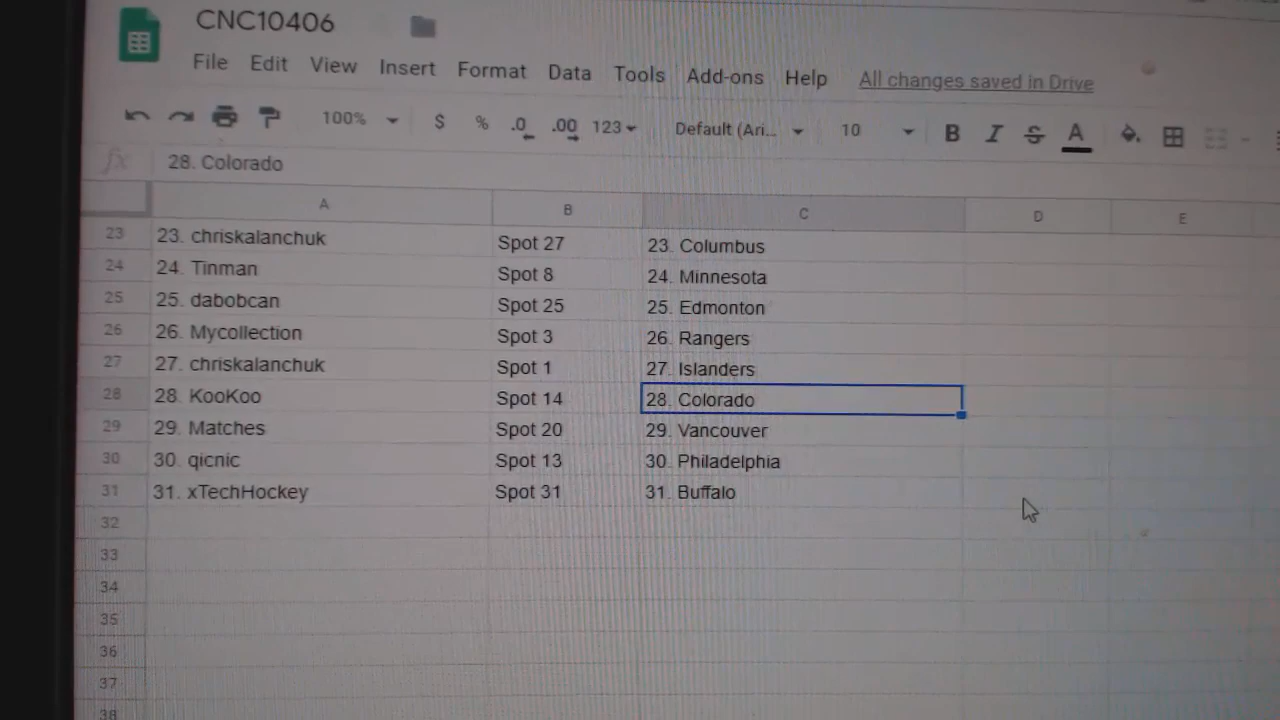 CNC10406
File Edit View Insert Format Data Tools Add-ons Help All changes saved in Drive
100% $ % .0 .00 123 Default (Ari... 10 B I S A
fx 28. Colorado
A B C D E
23 23. chriskalanchuk Spot 27 23. Columbus
24 24. Tinman Spot 8 24. Minnesota
25 25. dabobcan Spot 25 25. Edmonton
26 26. Mycollection Spot 3 26. Rangers
27 27. chriskalanchuk Spot 1 27. Islanders
28 28. KooKoo Spot 14 28. Colorado
29 29. Matches Spot 20 29. Vancouver
30 30. qicnic Spot 13 30. Philadelphia
31 31. xTechHockey Spot 31 31. Buffalo
32
33
34
35
36
37
38